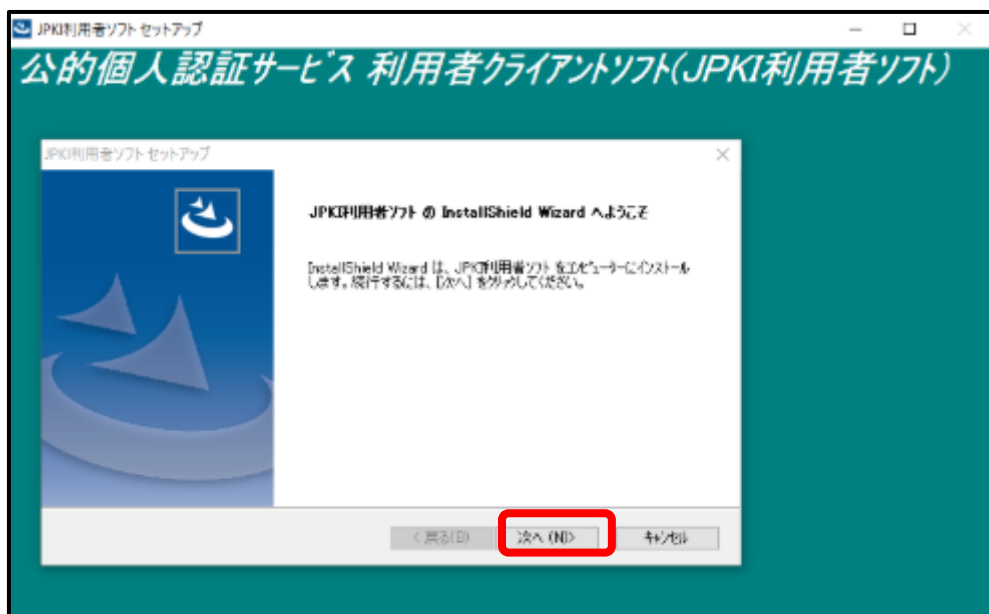 JPKI利用者ソフト セットアップ
公的個人認証サービス 利用者クライアントソフト(JPKI利用者ソフト)
JPKI利用者ソフト セットアップ
JPKI利用者ソフト の InstallShield Wizard へようこそ
InstallShield Wizard は、JPKI利用者ソフト をコンピューターにインストール
します。続行するには、[次へ] をクリックしてください。
< 戻る(B)
次へ (N)>
キャンセル